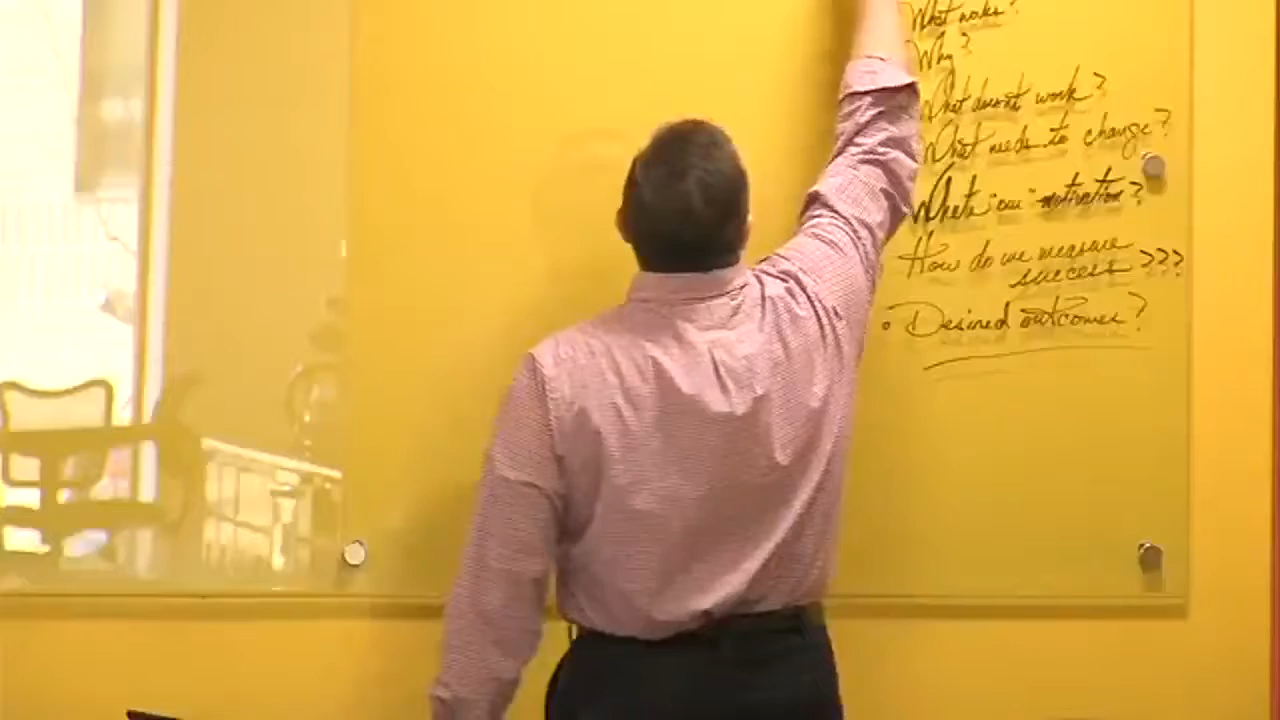 What works?
Why?
What doesn't work?
What needs to change?
What's "our" motivation?
How do we measure
success???
• Desired outcomes?